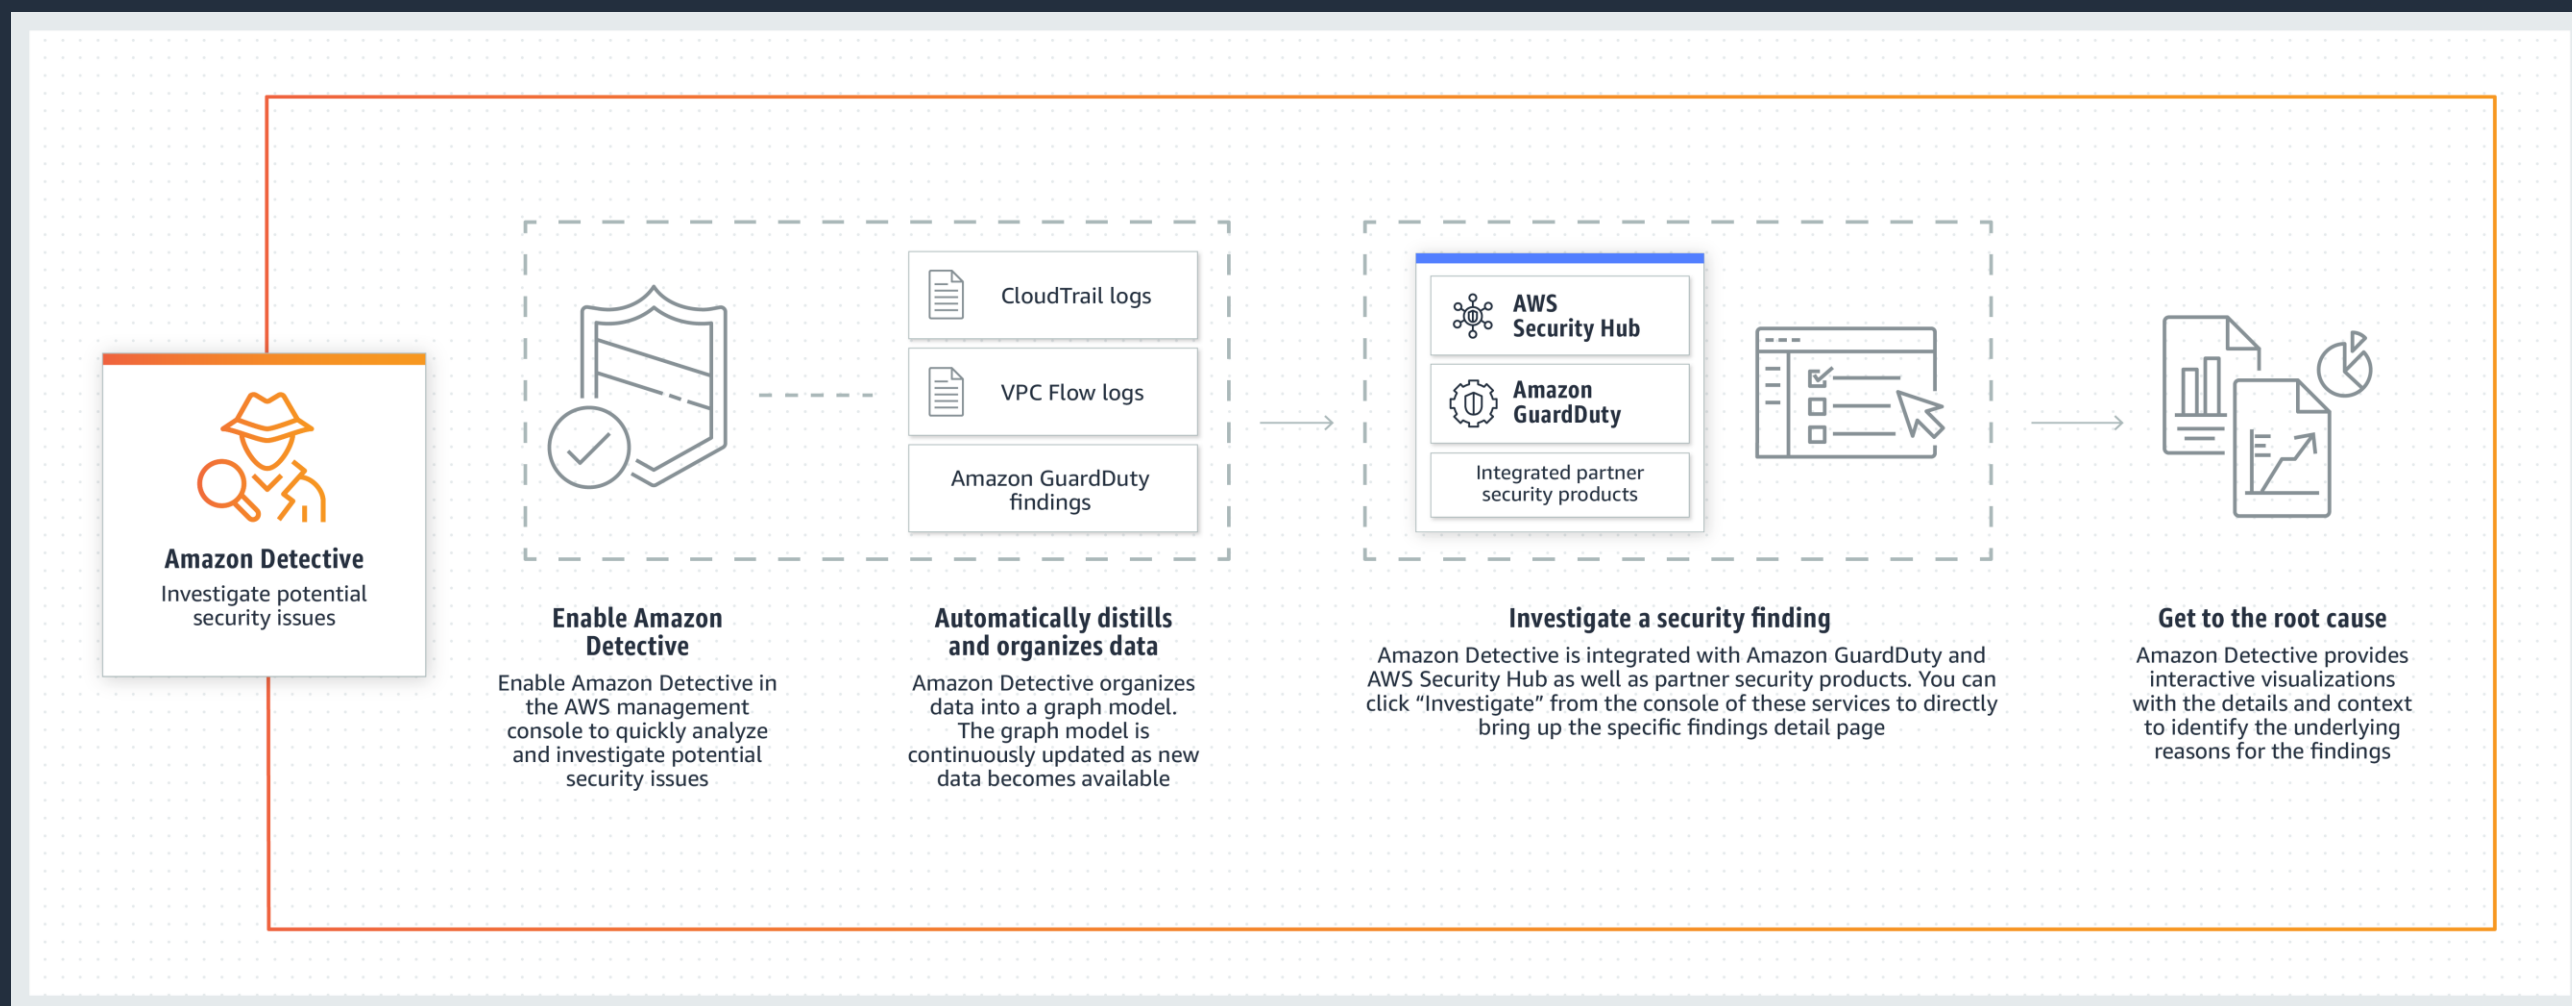 Amazon Detective
Investigate potential
security issues
CloudTrail logs
VPC Flow logs
Amazon GuardDuty
findings
Enable Amazon
Detective
Enable Amazon Detective in
the AWS management
console to quickly analyze
and investigate potential
security issues
Automatically distills
and organizes data
Amazon Detective organizes
data into a graph model.
The graph model is
continuously updated as new
data becomes available
AWS
Security Hub
Amazon
GuardDuty
Integrated partner
security products
Investigate a security finding
Amazon Detective is integrated with Amazon GuardDuty and
AWS Security Hub as well as partner security products. You can
click “Investigate” from the console of these services to directly
bring up the specific findings detail page
Get to the root cause
Amazon Detective provides
interactive visualizations
with the details and context
to identify the underlying
reasons for the findings